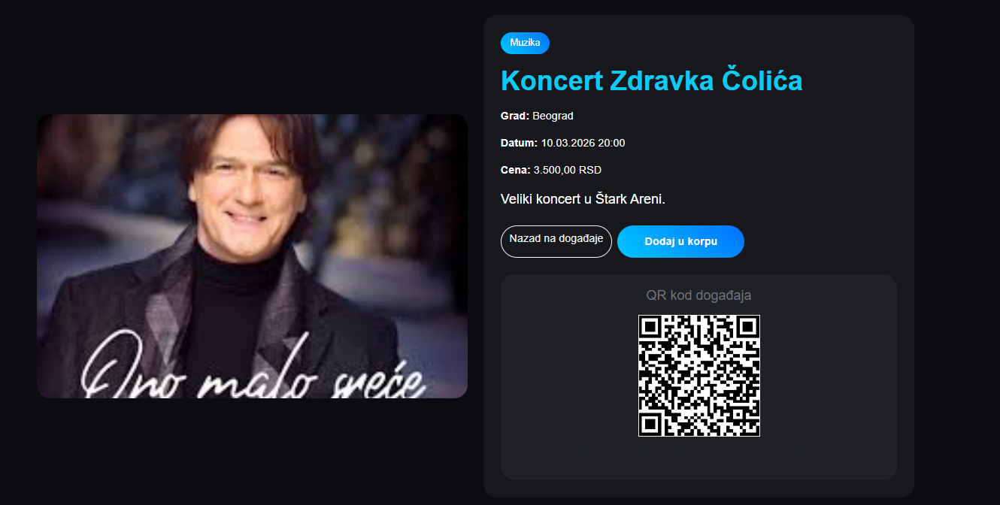 Muzika
Koncert Zdravka Čolića
Grad: Beograd
Datum: 10.03.2026 20:00
Cena: 3.500,00 RSD
Veliki koncert u Štark Areni.
Nazad na događaje
Dodaj u korpu
QR kod događaja
Ono malo sreće